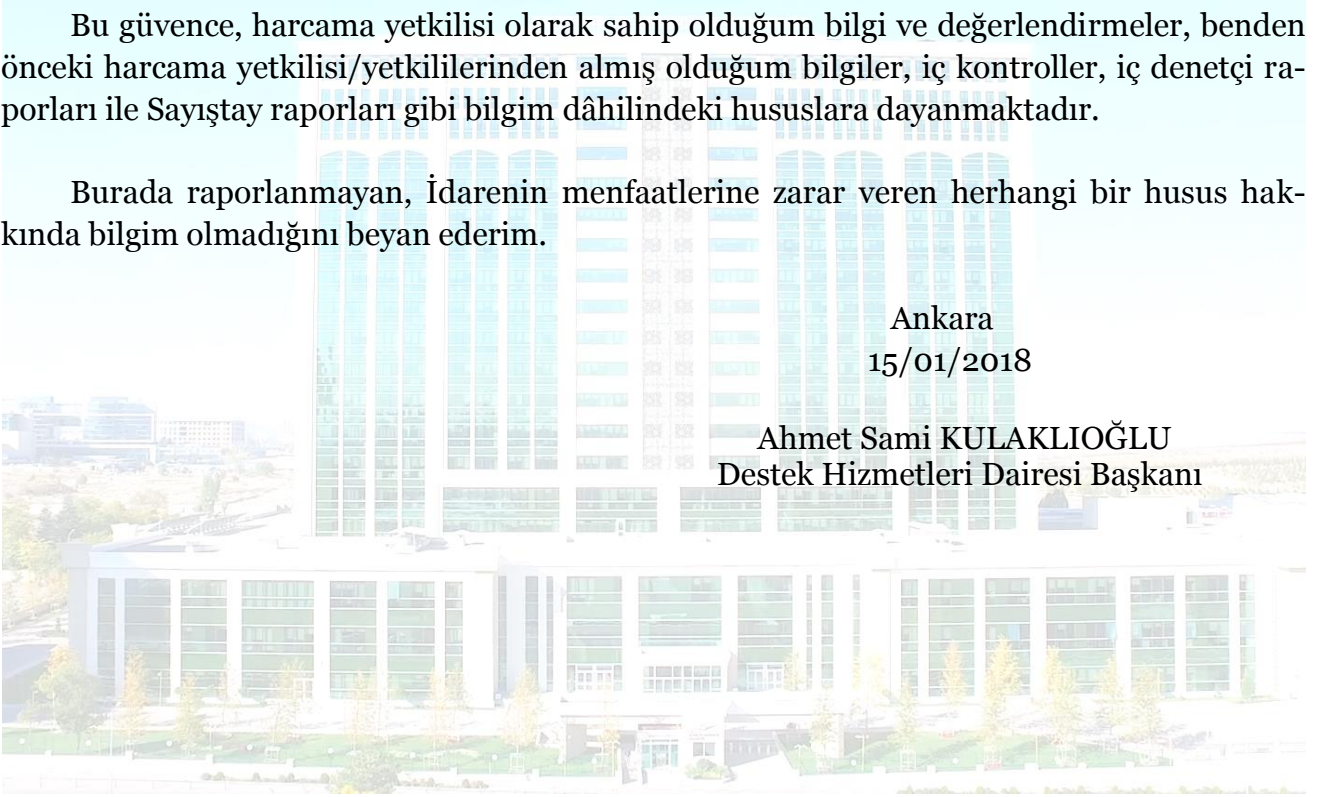 Bu güvence, harcama yetkilisi olarak sahip olduğum bilgi ve değerlendirmeler, benden
önceki harcama yetkilisi/yetkililerinden almış olduğum bilgiler, iç kontroller, iç denetçi ra-
porları ile Sayıştay raporları gibi bilgim dâhilindeki hususlara dayanmaktadır.
Burada raporlanmayan, İdarenin menfaatlerine zarar veren herhangi bir husus hak-
kında bilgim olmadığını beyan ederim.
Ankara
15/01/2018
Ahmet Sami KULAKLIOĞLU
Destek Hizmetleri Dairesi Başkanı